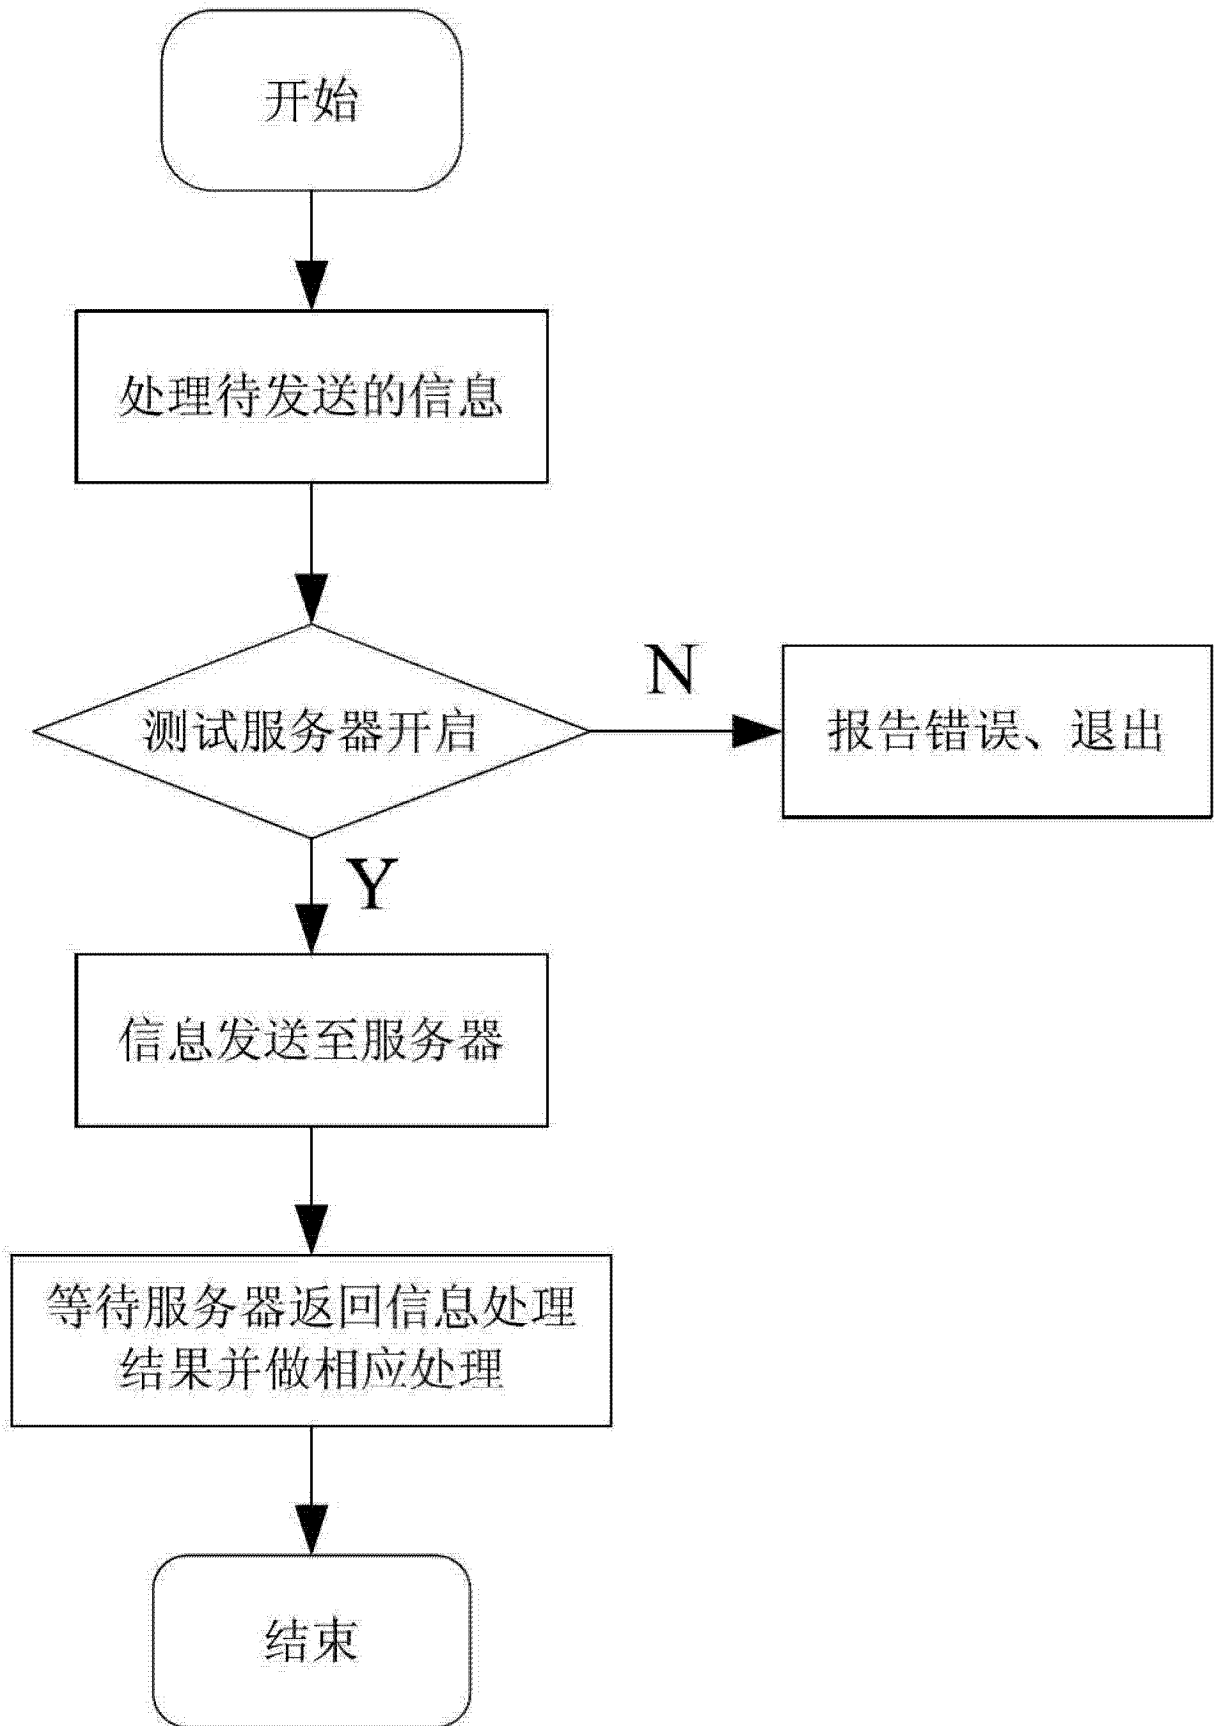 开始
处理待发送的信息
测试服务器开启
N
报告错误、退出
Y
信息发送至服务器
等待服务器返回信息处理
结果并做相应处理
结束